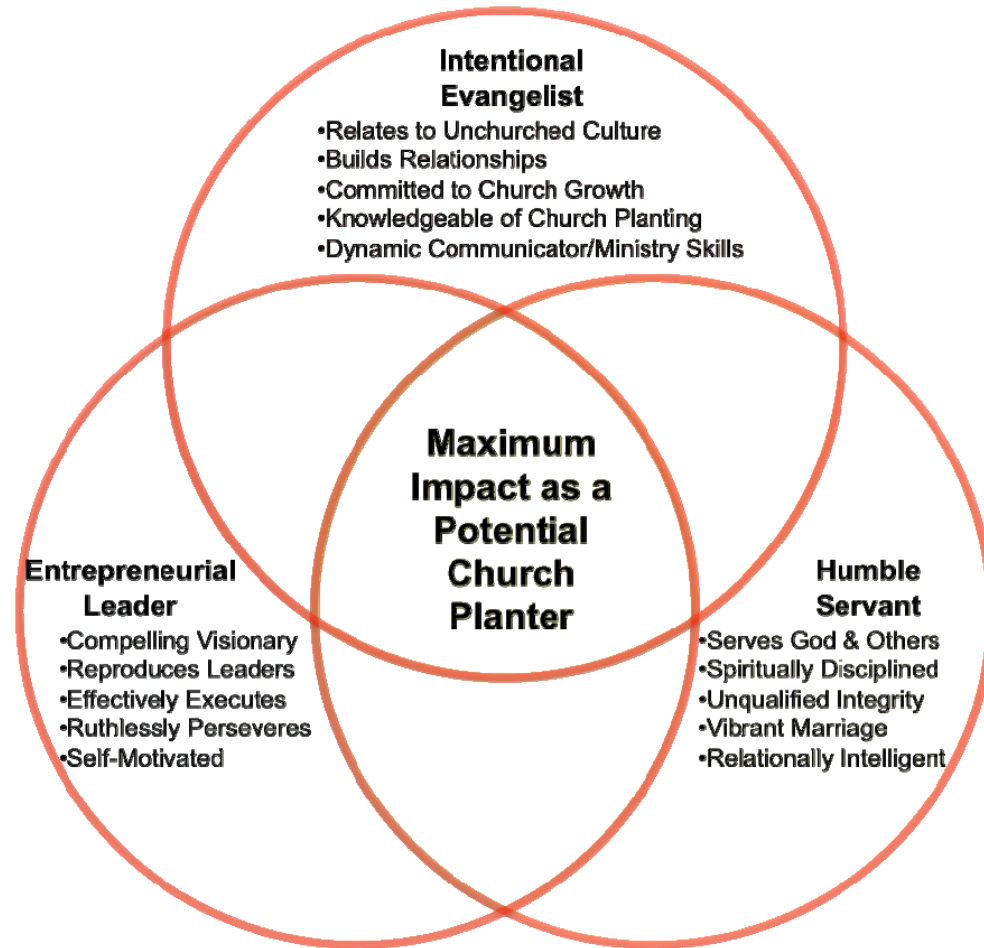 Intentional
Evangelist
•Relates to Unchurched Culture
•Builds Relationships
•Committed to Church Growth
•Knowledgeable of Church Planting
•Dynamic Communicator/Ministry Skills
Maximum
Impact as a
Potential
Church
Planter
Entrepreneurial
Leader
•Compelling Visionary
•Reproduces Leaders
•Effectively Executes
•Ruthlessly Perseveres
•Self-Motivated
Humble
Servant
•Serves God & Others
•Spiritually Disciplined
•Unqualified Integrity
•Vibrant Marriage
•Relationally Intelligent